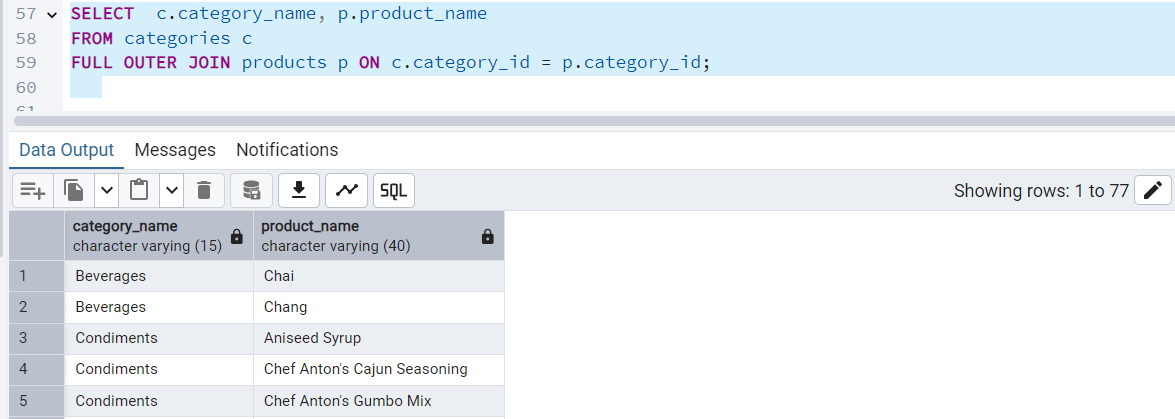 57 SELECT c.category_name, p.product_name
58 FROM categories c
59 FULL OUTER JOIN products p ON c.category_id = p.category_id;
60
61
Data Output Messages Notifications
SQL Showing rows: 1 to 77
category_name product_name
character varying (15) character varying (40)
1 Beverages Chai
2 Beverages Chang
3 Condiments Aniseed Syrup
4 Condiments Chef Anton's Cajun Seasoning
5 Condiments Chef Anton's Gumbo Mix